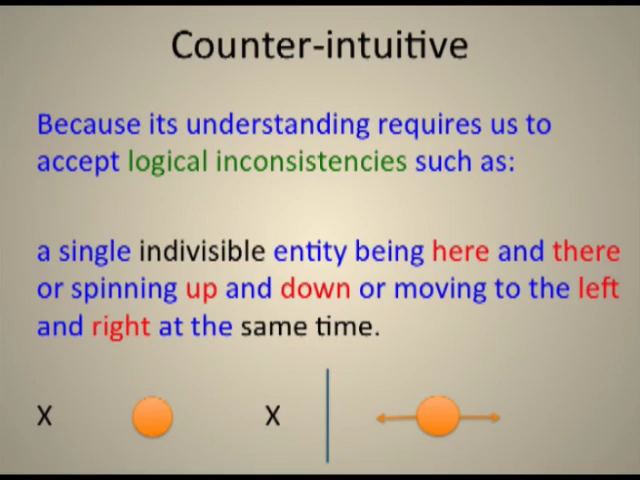 Counter-intuitive
Because its understanding requires us to
accept logical inconsistencies such as:
a single indivisible entity being here and there
or spinning up and down or moving to the left
and right at the same time.
X X